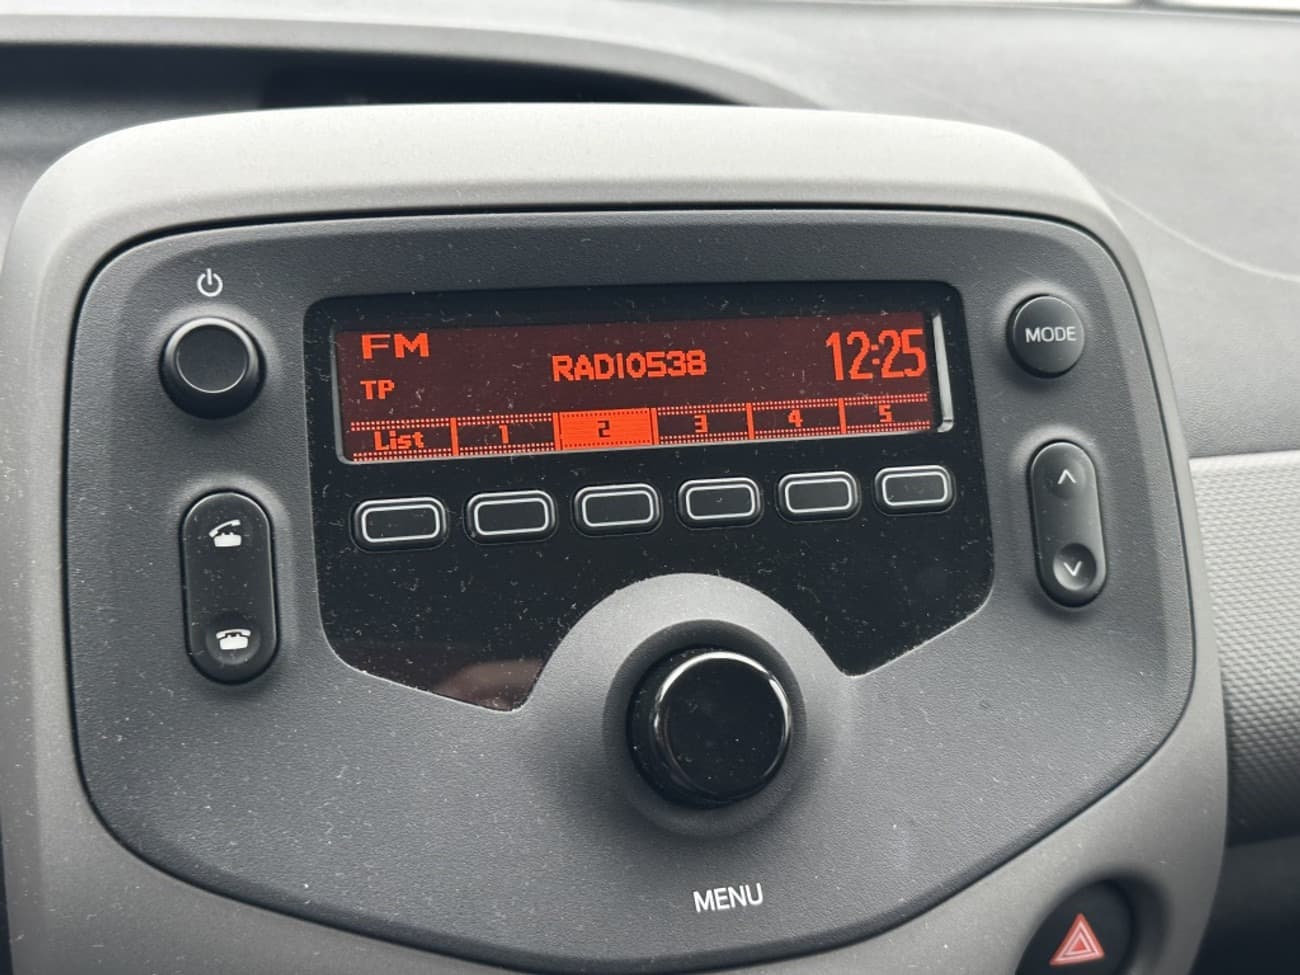 FM
RADIO538
12:25
TP
List 1 2 3 4 5
MODE
MENU